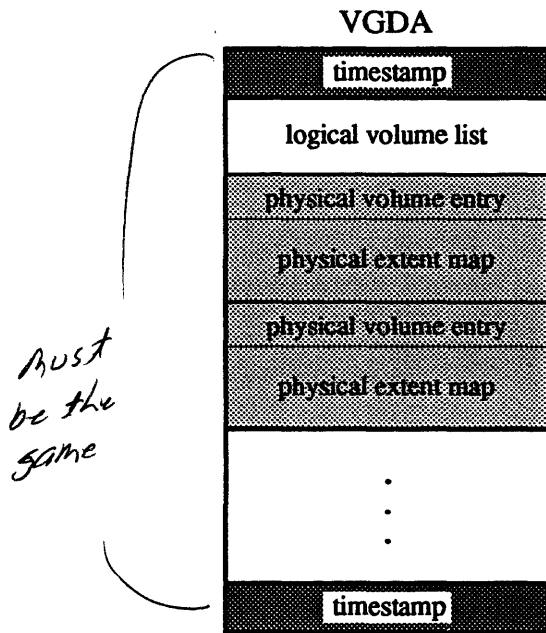 VGDA
timestamp
logical volume list
physical volume entry
physical extent map
physical volume entry
physical extent map
must
be the
same
timestamp